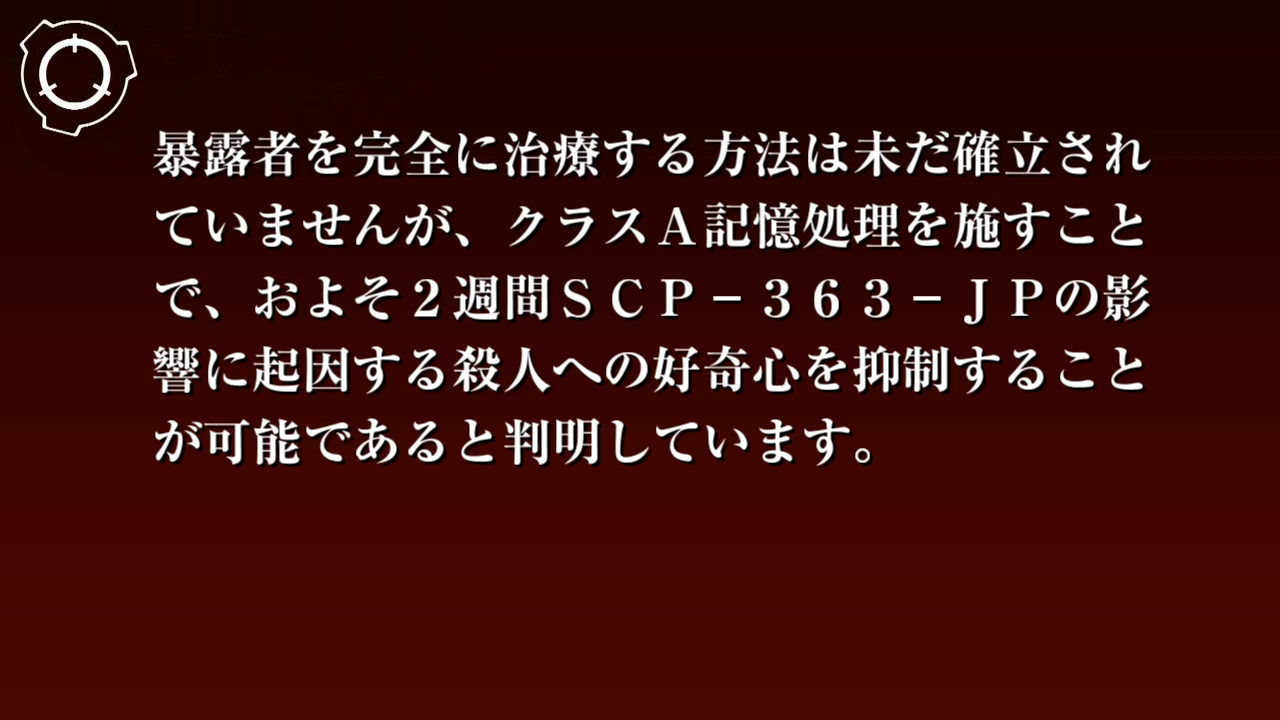 暴露者を完全に治療する方法は未だ確立され
ていませんが、クラスＡ記憶処理を施すこと
で、およそ２週間ＳＣＰ－３６３－ＪＰの影
響に起因する殺人への好奇心を抑制すること
が可能であると判明しています。